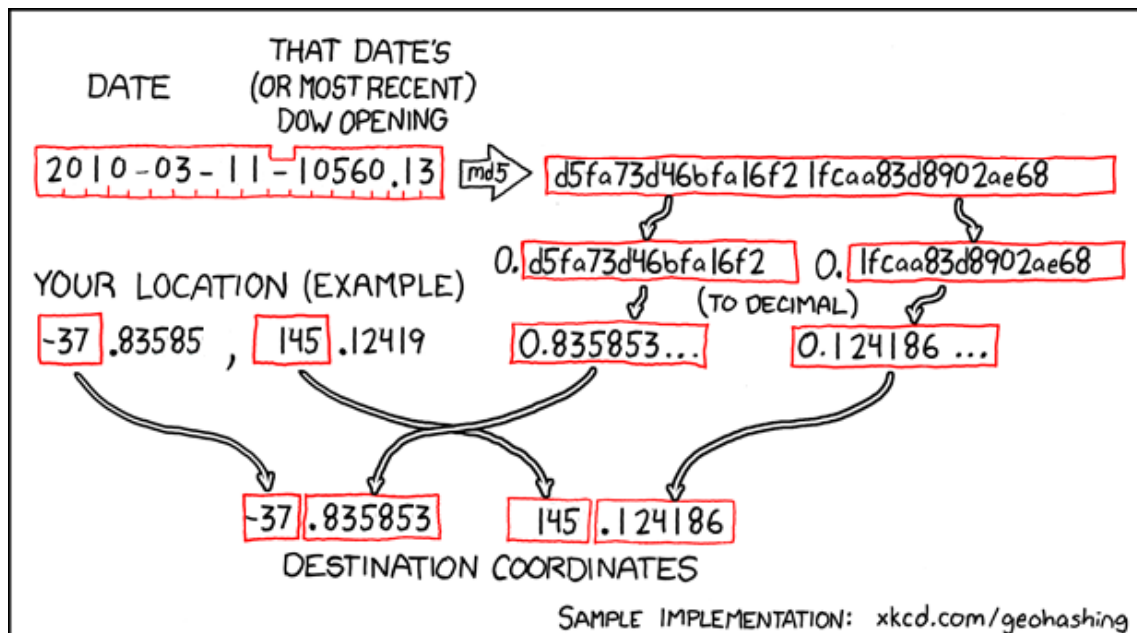 DATE
THAT DATE'S
(OR MOST RECENT)
DOW OPENING
2010-03-11-10560.13
md5
d5fa73d46bfa16f21fcaa83d8902ae68
0.d5fa73d46bfa16f2
0.1fcaa83d8902ae68
YOUR LOCATION (EXAMPLE)
(TO DECIMAL)
-37.83585, 145.12419
0.835853...
0.124186...
-37.835853
145.124186
DESTINATION COORDINATES
SAMPLE IMPLEMENTATION: xkcd.com/geohashing